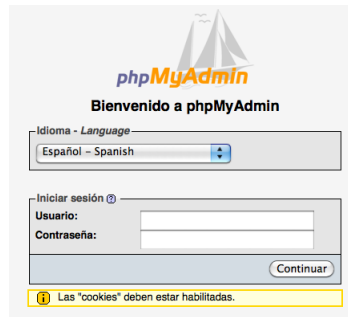 phpMyAdmin
Bienvenido a phpMyAdmin
Idioma - Language
Español - Spanish
Iniciar sesión
Usuario:
Contraseña:
Continuar
Las "cookies" deben estar habilitadas.